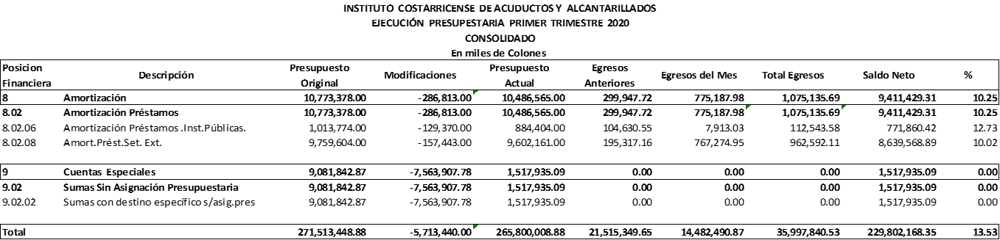 INSTITUTO COSTARRICENSE DE ACUDUCTOS Y ALCANTARILLADOS
EJECUCIÓN PRESUPESTARIA PRIMER TRIMESTRE 2020
CONSOLIDADO
En miles de Colones
Posicion Financiera Descripción Presupuesto Original Modificaciones Presupuesto Actual Egresos Anteriores Egresos del Mes Total Egresos Saldo Neto %
8 Amortización 10,773,378.00 -286,813.00 10,486,565.00 299,947.72 775,187.98 1,075,135.69 9,411,429.31 10.25
8.02 Amortización Préstamos 10,773,378.00 -286,813.00 10,486,565.00 299,947.72 775,187.98 1,075,135.69 9,411,429.31 10.25
8.02.06 Amortización Préstamos .Inst.Públicas. 1,013,774.00 -129,370.00 884,404.00 104,630.55 7,913.03 112,543.58 771,860.42 12.73
8.02.08 Amort.Prést.Set. Ext. 9,759,604.00 -157,443.00 9,602,161.00 195,317.16 767,274.95 962,592.11 8,639,568.89 10.02
9 Cuentas Especiales 9,081,842.87 -7,563,907.78 1,517,935.09 0.00 0.00 0.00 1,517,935.09 0.00
9.02 Sumas Sin Asignación Presupuestaria 9,081,842.87 -7,563,907.78 1,517,935.09 0.00 0.00 0.00 1,517,935.09 0.00
9.02.02 Sumas con destino específico s/asig.pres 9,081,842.87 -7,563,907.78 1,517,935.09 0.00 0.00 0.00 1,517,935.09 0.00
Total 271,513,448.88 -5,713,440.00 265,800,008.88 21,515,349.65 14,482,490.87 35,997,840.53 229,802,168.35 13.53